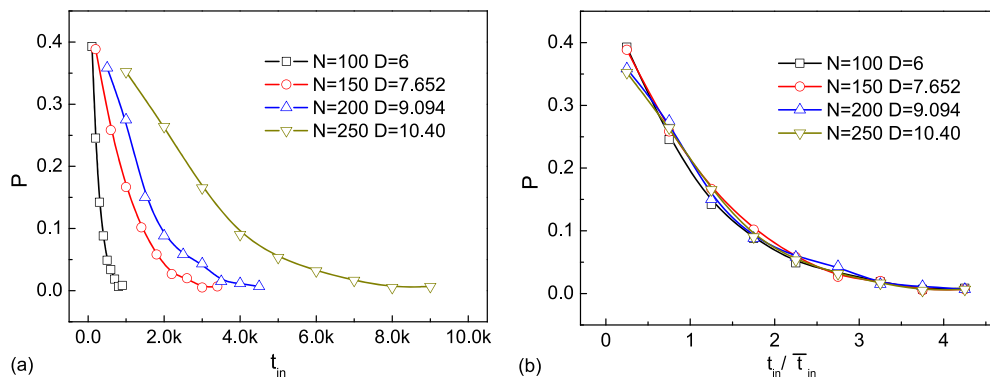 0.4
0.3
0.2
0.1
0.0
P
N=100 D=6
N=150 D=7.652
N=200 D=9.094
N=250 D=10.40
0.0 2.0k 4.0k 6.0k 8.0k 10.0k
(a) t_in
0.4
0.3
0.2
0.1
0.0
P
N=100 D=6
N=150 D=7.652
N=200 D=9.094
N=250 D=10.40
0 1 2 3 4
(b) t_in / t̅_in